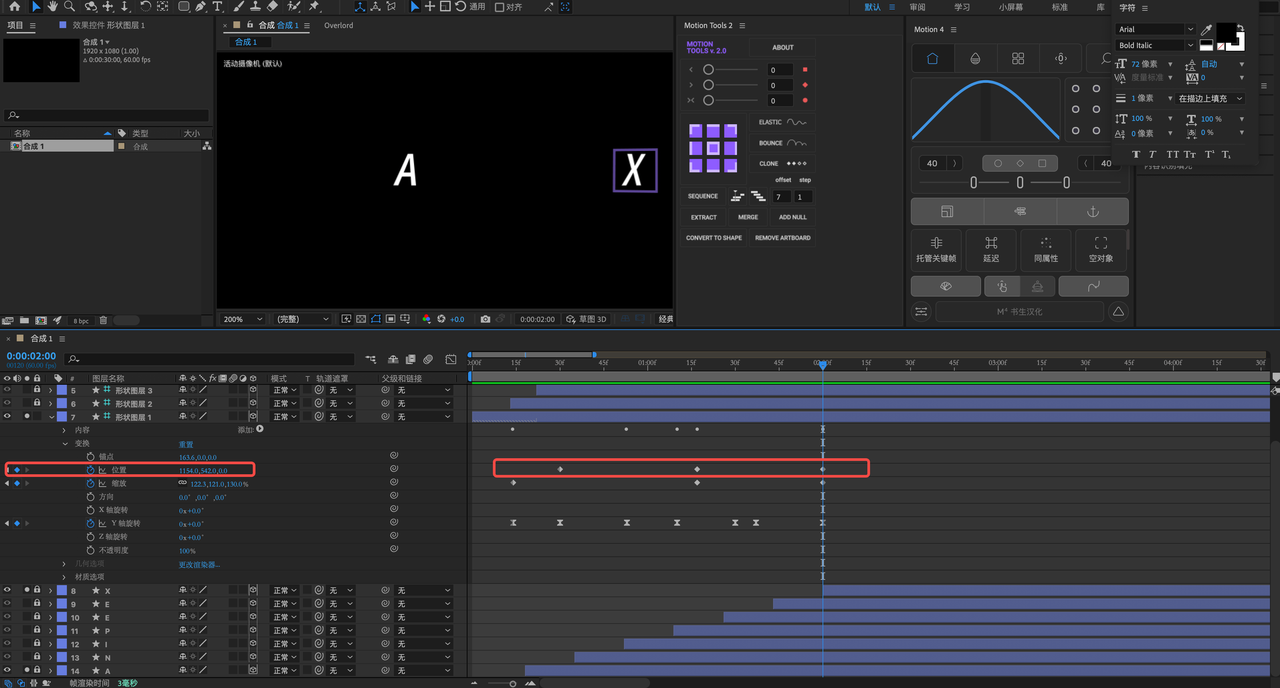 通用
对齐
默认
审阅
学习
小屏幕
标准
库
项目
效果控件 形状图层 1
合成 合成 1
Overlord
Motion Tools 2
字符
合成 1
1920 x 1080 (1.00)
Δ 0:00:30:00, 60.00 fps
合成 1
活动摄像机 (默认)
A
X
MOTION
TOOLS v. 2.0
ABOUT
0
0
0
ELASTIC
BOUNCE
CLONE
offset
step
SEQUENCE
7
1
EXTRACT
MERGE
ADD NULL
CONVERT TO SHAPE
REMOVE ARTBOARD
Motion 4
40
40
托管关键帧
延迟
同属性
空对象
M⁴ 书生汉化
Arial
Bold Italic
72 像素
自动
度量标准
0
1 像素
在描边上填充
100 %
100 %
0 像素
0 %
名称
类型
大小
合成 1
合成
8 bpc
200%
(完整)
+0.0
0:00:02:00
草图 3D
经典
合成 1
0:00:02:00
00120 (60.00 fps)
:00f
15f
30f
45f
01:00f
15f
30f
45f
02:00f
15f
30f
45f
03:00f
15f
30f
45f
04:00f
15f
30f
#
图层名称
模式
T
轨道遮罩
父级和链接
5
形状图层 3
正常
无
无
6
形状图层 2
正常
无
无
7
形状图层 1
正常
无
无
内容
添加:
变换
重置
锚点
163.6,0.0,0.0
位置
1154.0,542.0,0.0
缩放
122.3,121.0,130.0%
方向
0.0° ,0.0° ,0.0°
X 轴旋转
0x+0.0°
Y 轴旋转
0x+0.0°
Z 轴旋转
0x+0.0°
不透明度
100%
几何选项
更改渲染器...
材质选项
8
X
正常
无
无
9
E
正常
无
无
10
E
正常
无
无
11
P
正常
无
无
12
I
正常
无
无
13
N
正常
无
无
14
A
正常
无
无
帧渲染时间 3毫秒